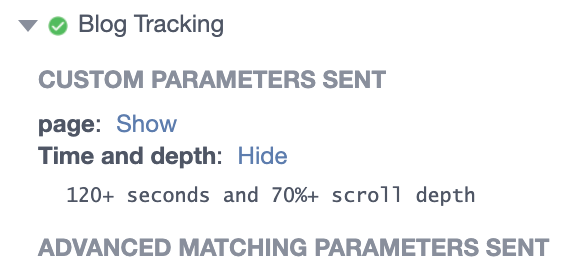 Blog Tracking
CUSTOM PARAMETERS SENT
page: Show
Time and depth: Hide
120+ seconds and 70%+ scroll depth
ADVANCED MATCHING PARAMETERS SENT